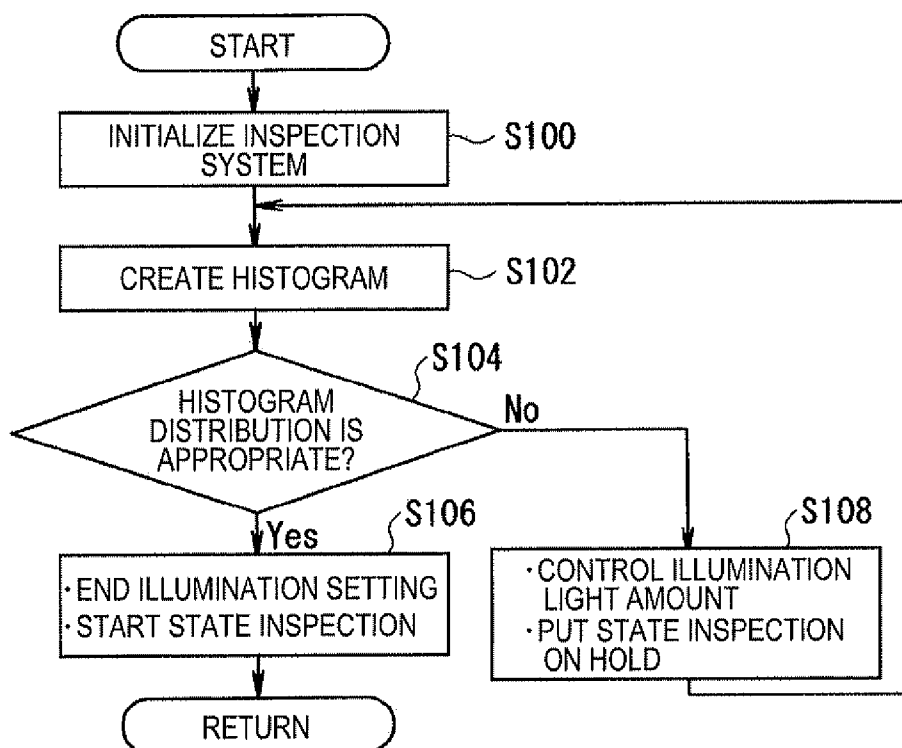 START
INITIALIZE INSPECTION
SYSTEM
S100
CREATE HISTOGRAM
S102
S104
HISTOGRAM
DISTRIBUTION IS
APPROPRIATE?
No
Yes
S106
・END ILLUMINATION SETTING
・START STATE INSPECTION
S108
・CONTROL ILLUMINATION
LIGHT AMOUNT
・PUT STATE INSPECTION
ON HOLD
RETURN